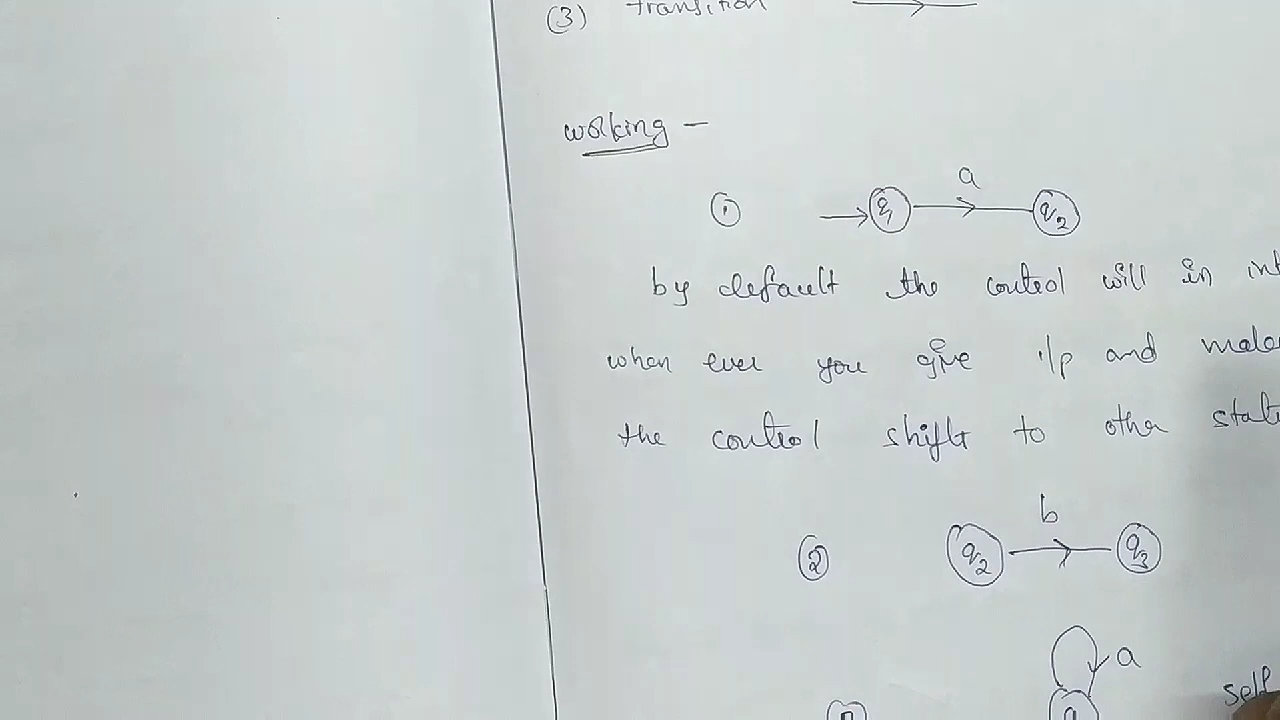 (3) transition
working -
① q1 a q2
by default the control will in
when ever you give i/p and
the control shift to other state
② q2 b q3
a
self